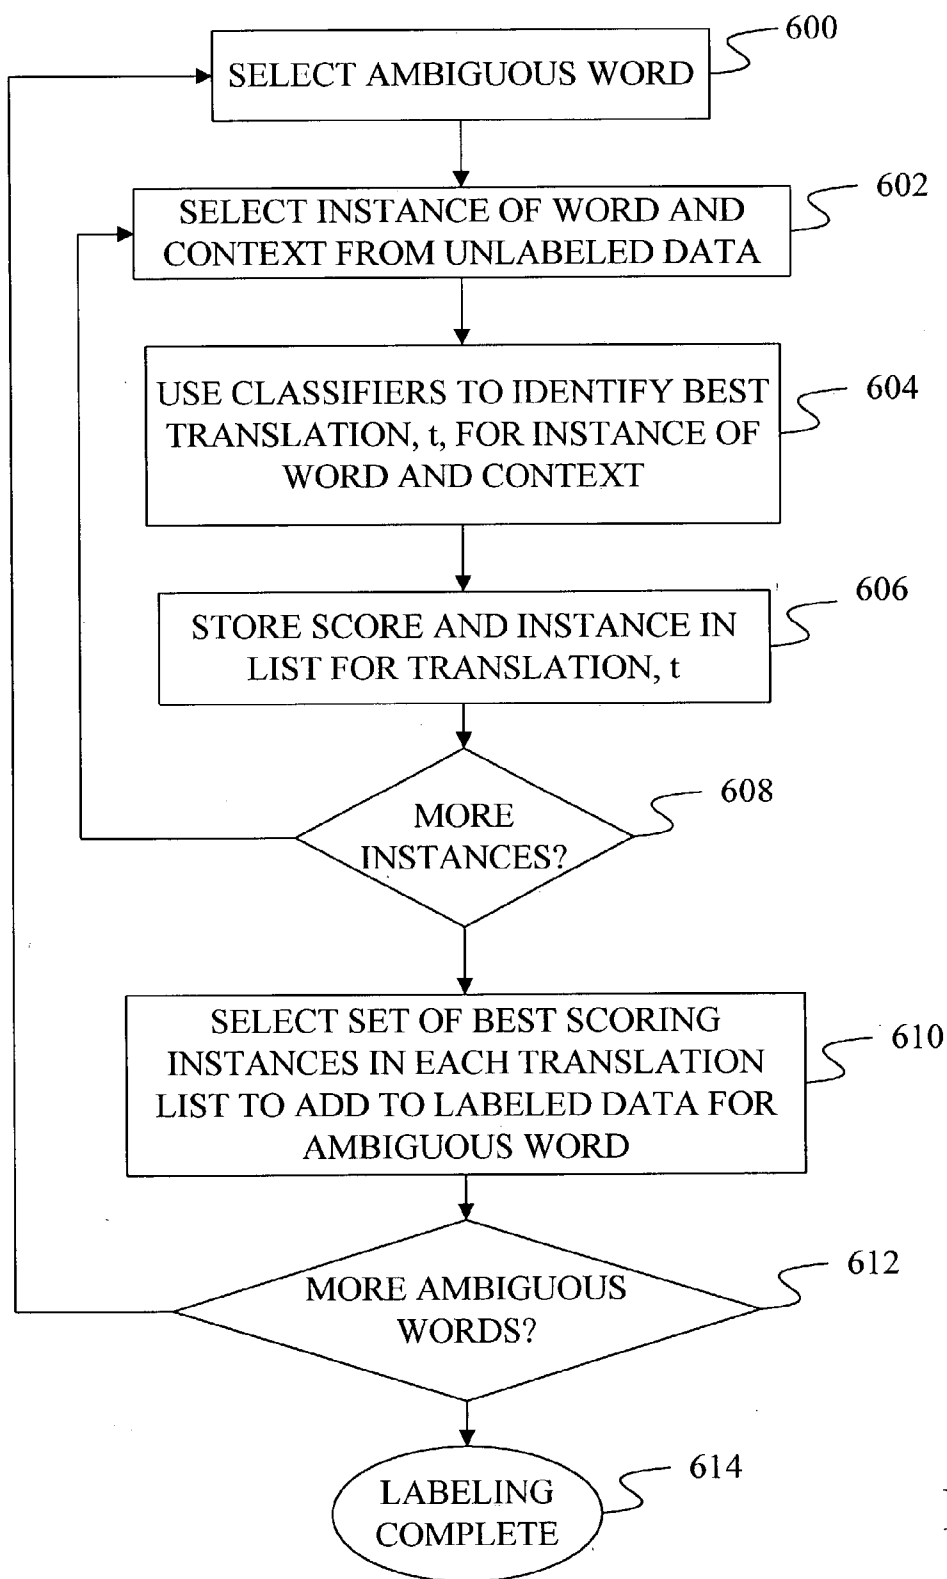 600
SELECT AMBIGUOUS WORD
602
SELECT INSTANCE OF WORD AND
CONTEXT FROM UNLABELED DATA
604
USE CLASSIFIERS TO IDENTIFY BEST
TRANSLATION, t, FOR INSTANCE OF
WORD AND CONTEXT
606
STORE SCORE AND INSTANCE IN
LIST FOR TRANSLATION, t
608
MORE
INSTANCES?
610
SELECT SET OF BEST SCORING
INSTANCES IN EACH TRANSLATION
LIST TO ADD TO LABELED DATA FOR
AMBIGUOUS WORD
612
MORE AMBIGUOUS
WORDS?
614
LABELING
COMPLETE